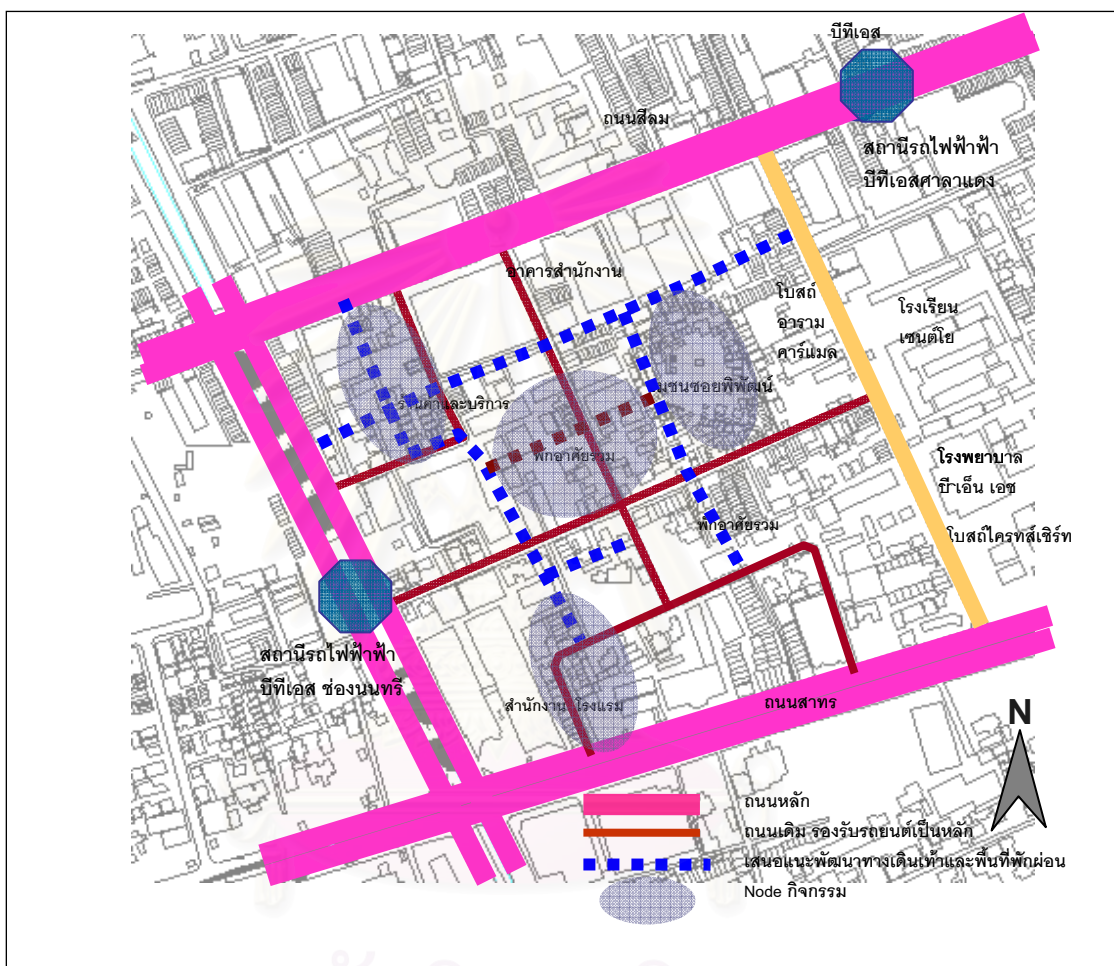 บีทีเอส
ถนนสีลม
สถานีรถไฟฟ้าฟ้า
บีทีเอสศาลาแดง
อาคารสำนักงาน
โบสถ์
อาราม
คาร์แมล
โรงเรียน
เซนต์โย
มชนซอยพิพัฒน์
ร้านค้าและบริการ
พักอาศัยรวม
โรงพยาบาล
บี เอ็น เอช
พักอาศัยรวม
โบสถ์ไครทส์เชิร์ท
สถานีรถไฟฟ้าฟ้า
บีทีเอส ช่องนนทรี
สำนักงาน โรงแรม
ถนนสาทร
N
ถนนหลัก
ถนนเดิม รองรับรถยนต์เป็นหลัก
เสนอแนะพัฒนาทางเดินเท้าและพื้นที่พักผ่อน
Node กิจกรรม